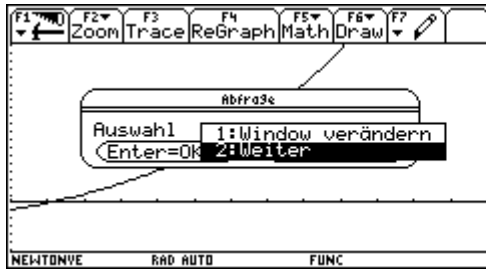 F1 F2 Zoom F3 Trace F4 ReGraph F5 Math F6 Draw F7
Abfrage
Auswahl
1:Window verändern
Enter=OK 2:Weiter
NEWTONVE RAD AUTO FUNC